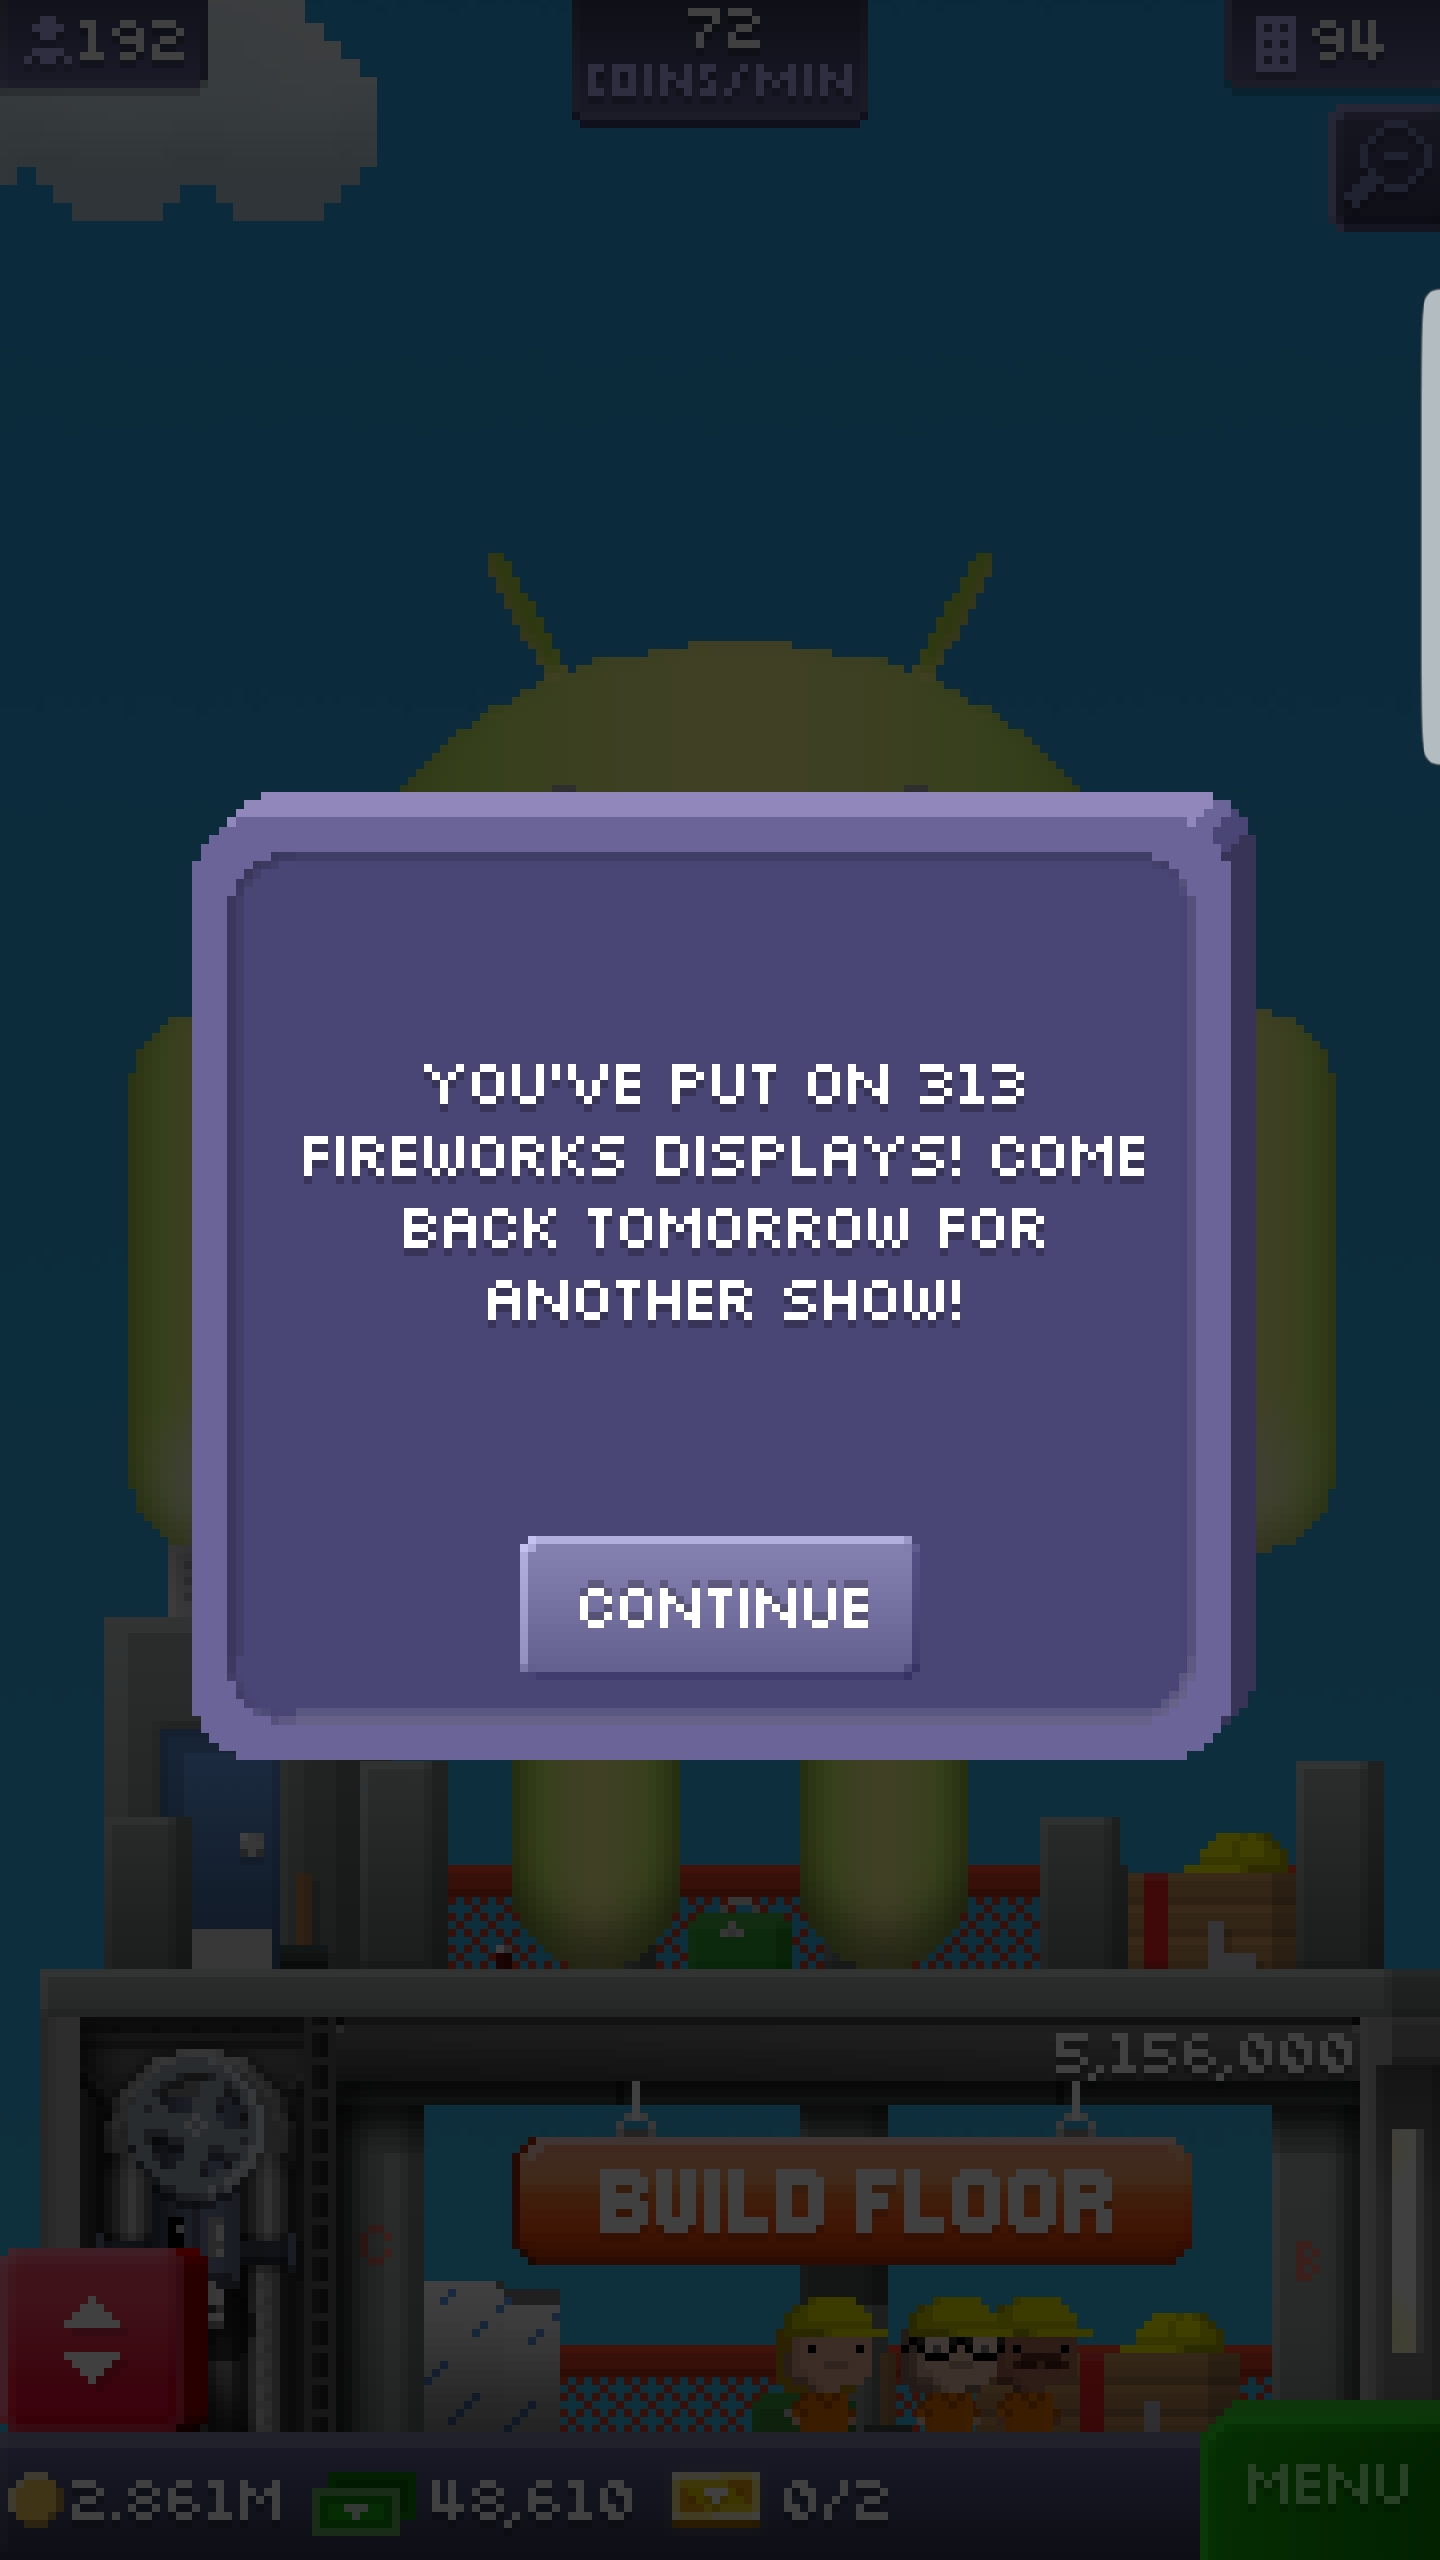 192
72
COINS/MIN
94
YOU'VE PUT ON 313
FIREWORKS DISPLAYS! COME
BACK TOMORROW FOR
ANOTHER SHOW!
CONTINUE
5,156,000
BUILD FLOOR
C
B
2.861M
48,610
0/2
MENU